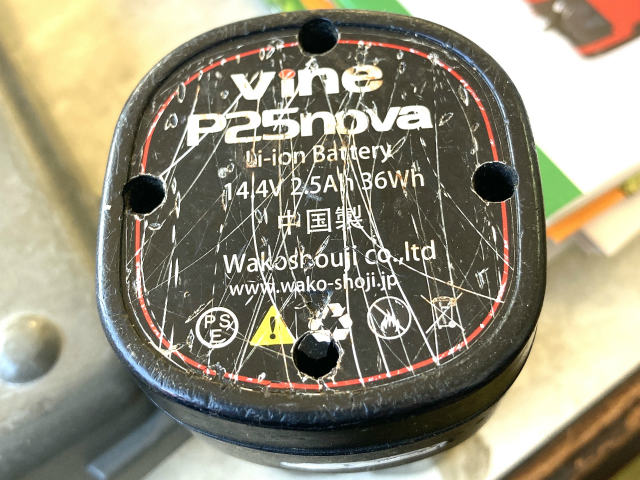 vine
P25nova
Li-ion Battery
14.4V 2.5Ah 36Wh
中国製
Wakoshouji co.,ltd
www.wako-shoji.jp
PS
E